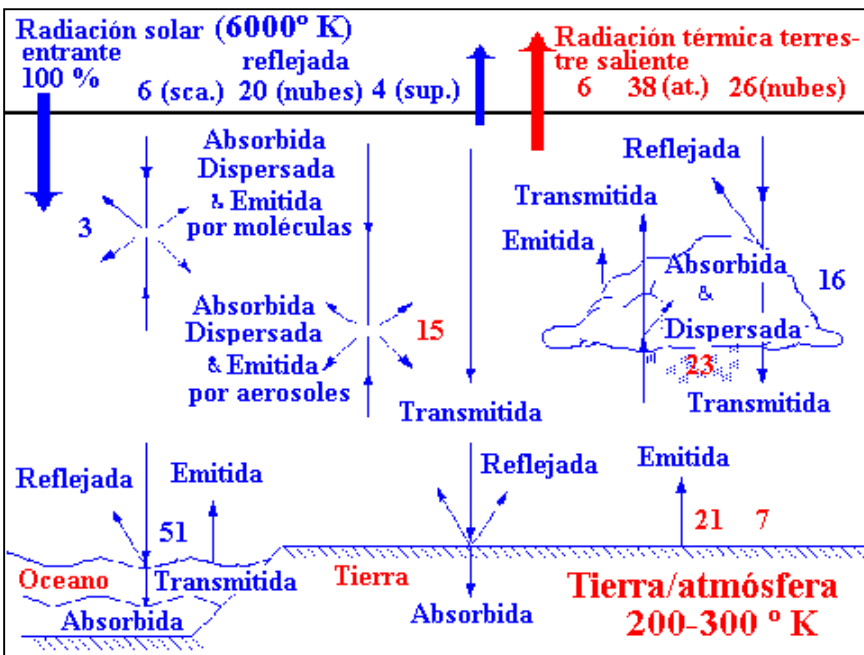 Radiación solar (6000° K)
entrante
100 %
reflejada
6 (sca.) 20 (nubes) 4 (sup.)
Radiación térmica terres-
tre saliente
6 38 (at.) 26(nubes)
Absorbida
Dispersada
& Emitida
por moléculas
3
Absorbida
Dispersada
& Emitida
por aerosoles
15
Transmitida
Reflejada
Transmitida
Emitida
Absorbida
&
Dispersada
16
23
Transmitida
Reflejada
Emitida
51
Oceano
Transmitida
Absorbida
Reflejada
Tierra
Absorbida
Emitida
21 7
Tierra/atmósfera
200-300 ° K